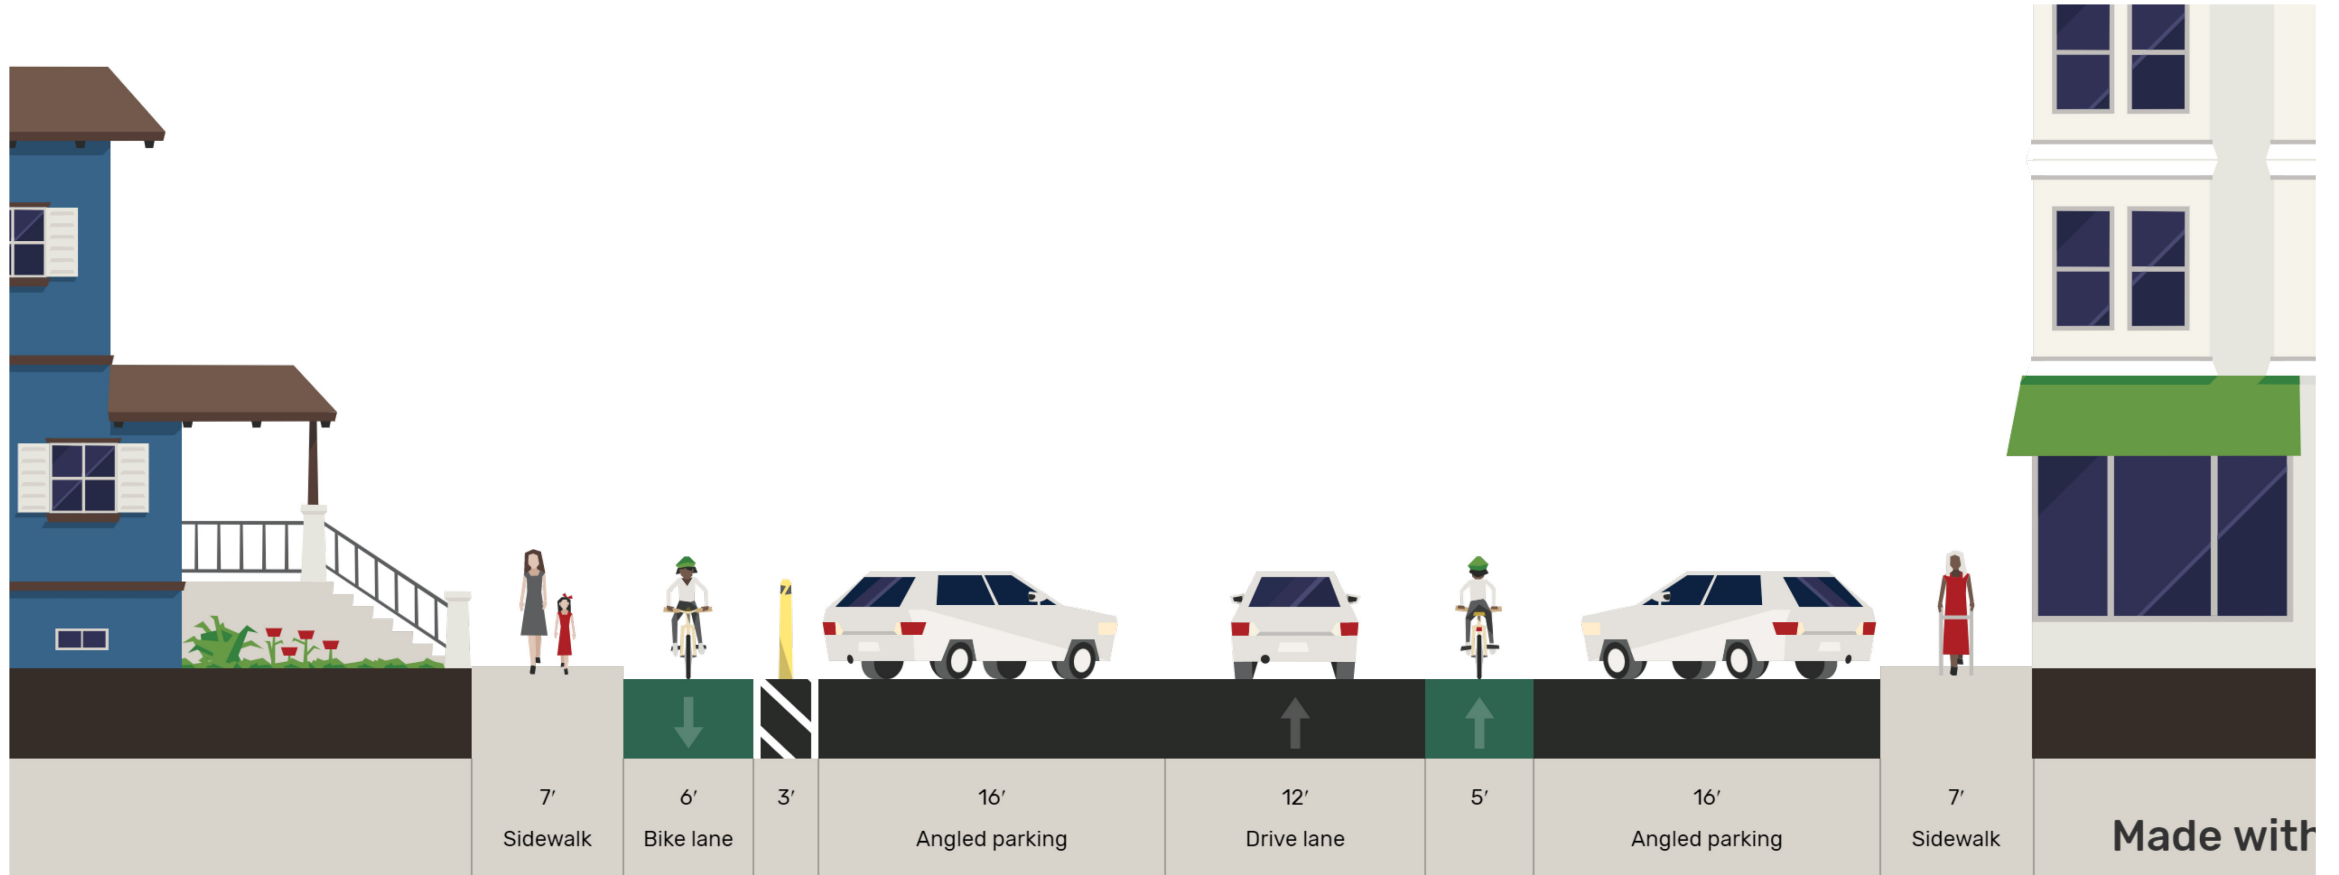 7′
Sidewalk
6′
Bike lane
3′
16′
Angled parking
12′
Drive lane
5′
16′
Angled parking
7′
Sidewalk
Made with